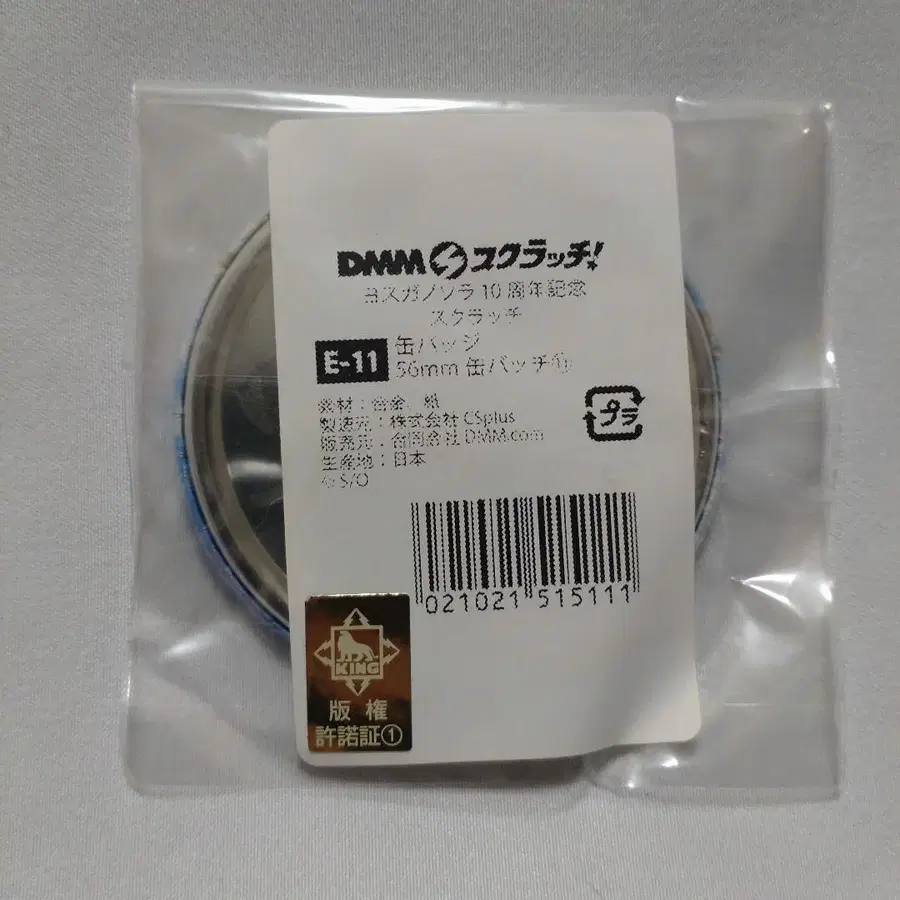 DMM スクラッチ!
ヨスガノソラ 10 周年記念
スクラッチ
E-11
缶バッジ
56mm 缶バッチ⑪
素材：合金、紙
製造元：株式会社 CSplus
販売元：合同会社 DMM.com
生産地：日本
© S/O
プラ
021021 515111
KING
版権
許諾証①